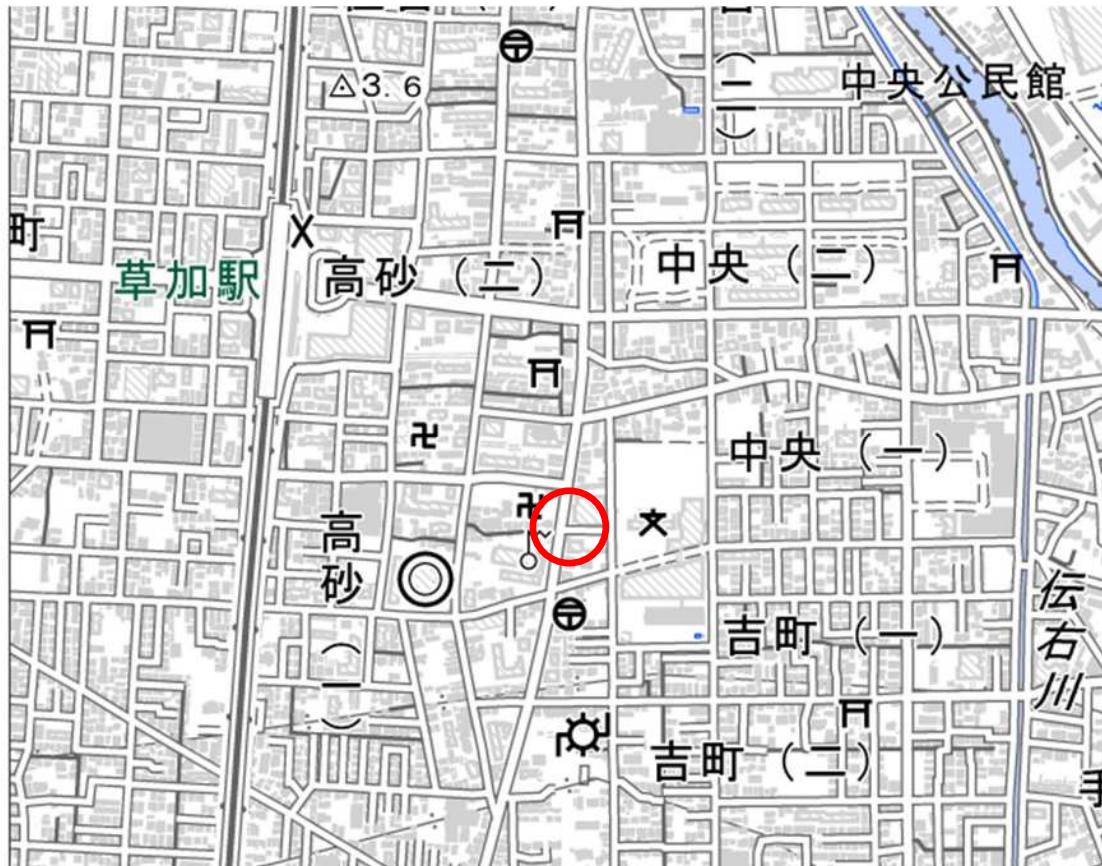 △3.6
中央公民館
(二)
町
草加駅
高砂(二)
中央(二)
中央(一)
高砂(一)
吉町(一)
伝右川
吉町(二)
手